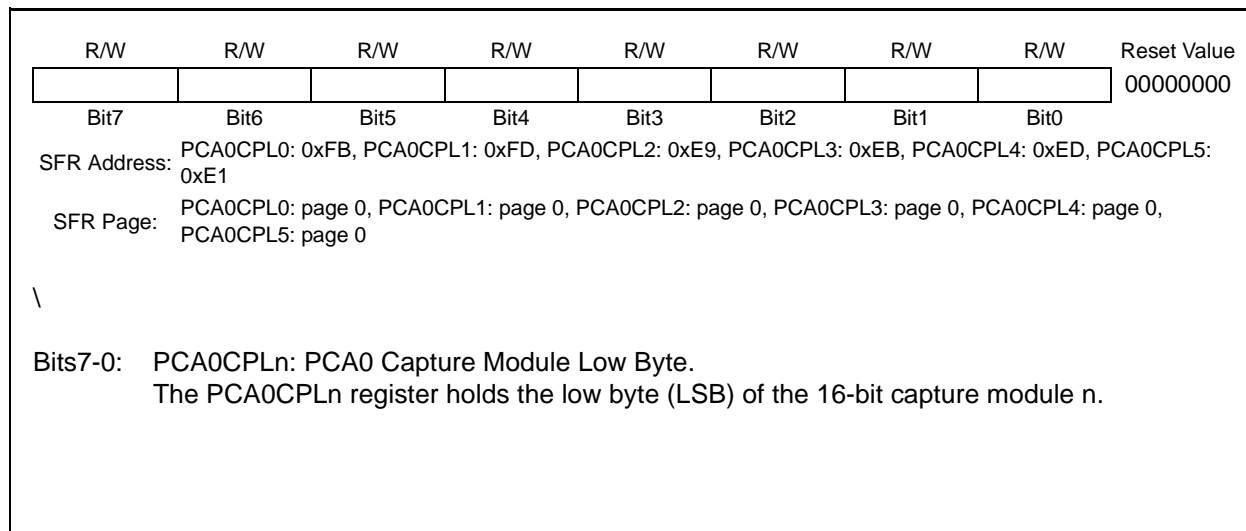 R/W R/W R/W R/W R/W R/W R/W R/W Reset Value
00000000
Bit7 Bit6 Bit5 Bit4 Bit3 Bit2 Bit1 Bit0
SFR Address: PCA0CPL0: 0xFB, PCA0CPL1: 0xFD, PCA0CPL2: 0xE9, PCA0CPL3: 0xEB, PCA0CPL4: 0xED, PCA0CPL5:
0xE1
SFR Page: PCA0CPL0: page 0, PCA0CPL1: page 0, PCA0CPL2: page 0, PCA0CPL3: page 0, PCA0CPL4: page 0,
PCA0CPL5: page 0
\
Bits7-0: PCA0CPLn: PCA0 Capture Module Low Byte.
The PCA0CPLn register holds the low byte (LSB) of the 16-bit capture module n.